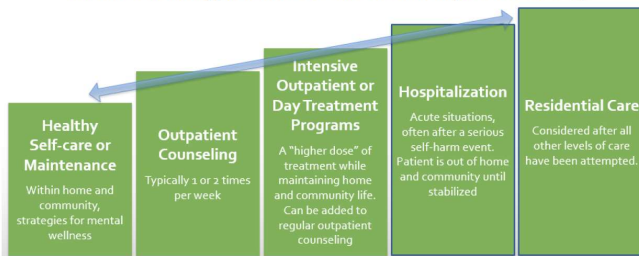 Healthy
Self-care or
Maintenance
Within home and
community,
strategies for mental
wellness
Outpatient
Counseling
Typically 1 or 2 times
per week
Intensive
Outpatient or
Day Treatment
Programs
A "higher dose" of
treatment while
maintaining home
and community life.
Can be added to
regular outpatient
counseling
Hospitalization
Acute situations,
often after a serious
self-harm event.
Patient is out of home
and community until
stabilized
Residential Care
Considered after all
other levels of care
have been attempted.